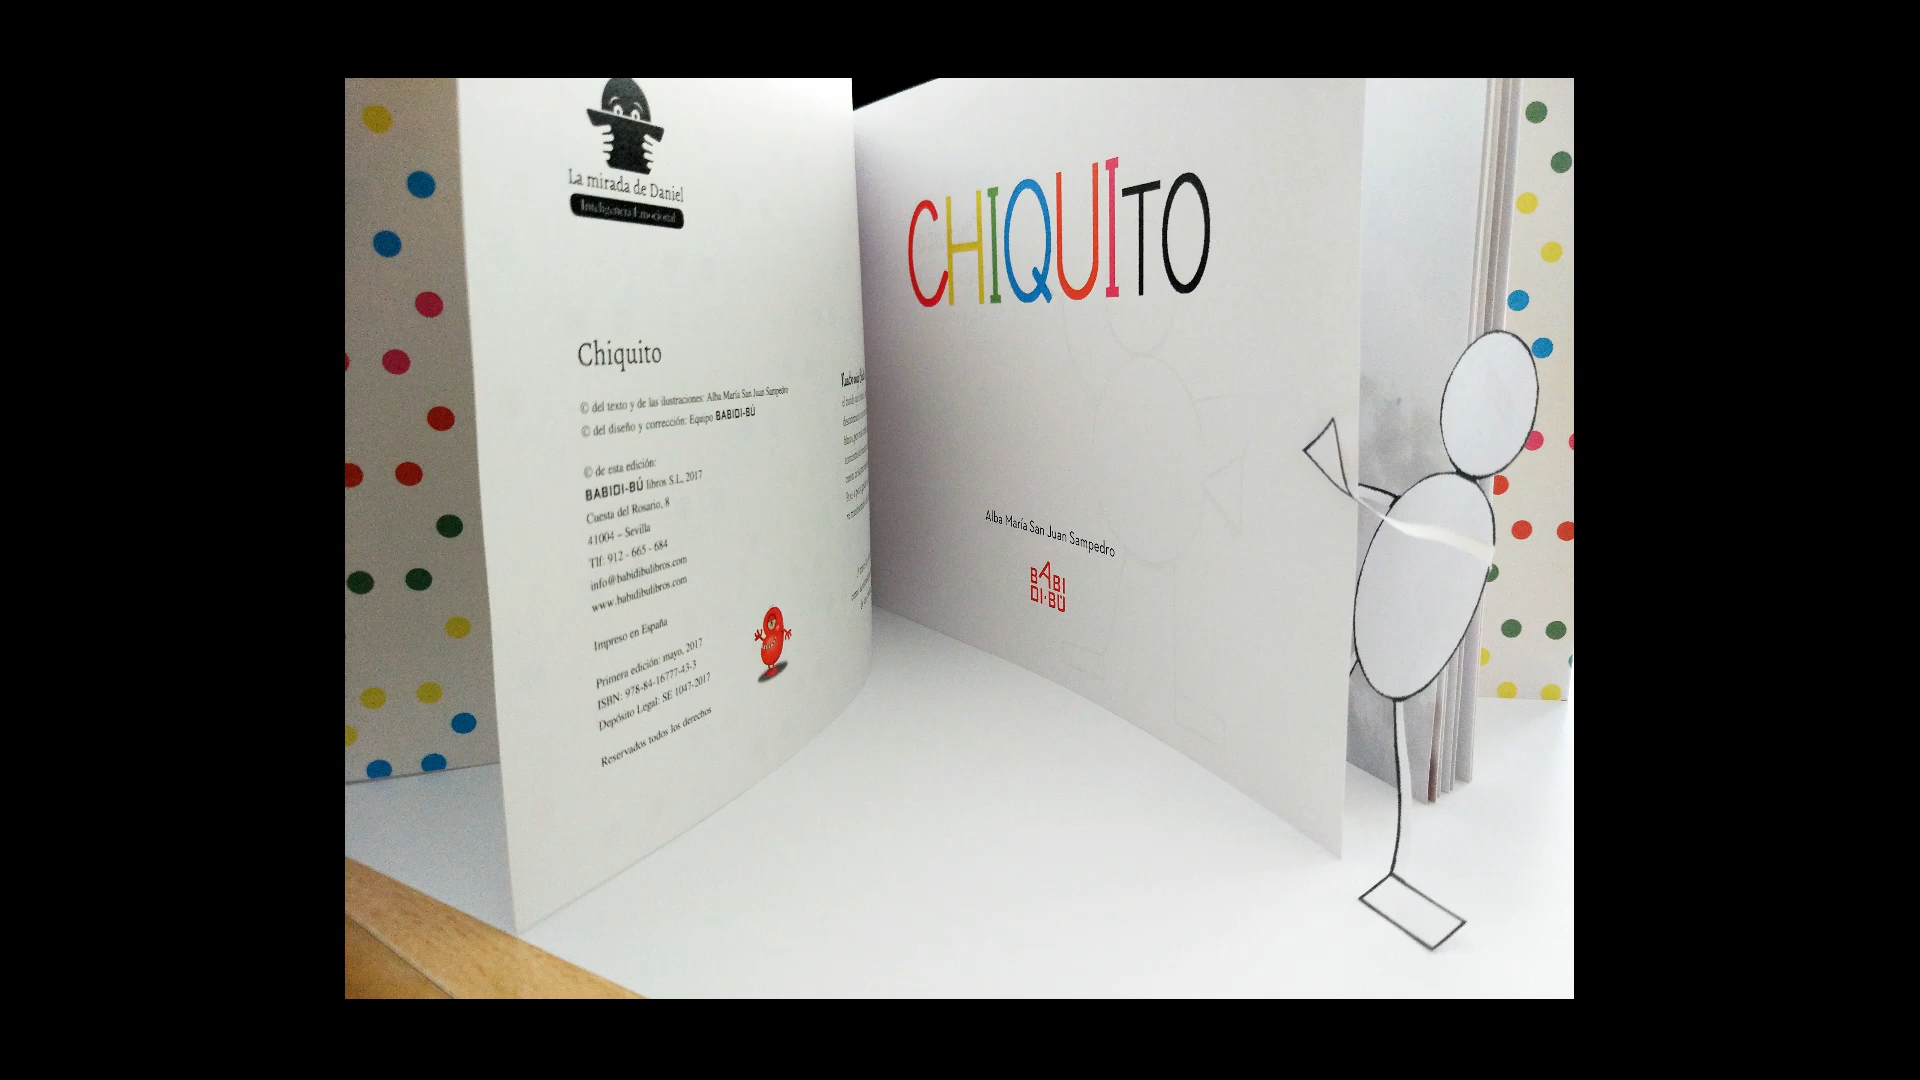 La mirada de Daniel
Inteligencia Emocional
Chiquito
© del texto y de las ilustraciones: Alba María San Juan Sampedro
© del diseño y corrección: Equipo BABIDI-BÚ
© de esta edición:
BABIDI-BÚ libros S.L, 2017
Cuesta del Rosario, 8
41004 – Sevilla
Tlf: 912 - 665 - 684
info@babidibulibros.com
www.babidibulibros.com
Impreso en España
Primera edición: mayo, 2017
ISBN: 978-84-16777-43-3
Depósito Legal: SE 1047-2017
Reservados todos los derechos
CHIQUITO
Alba María San Juan Sampedro
BABI
DI·BÚ